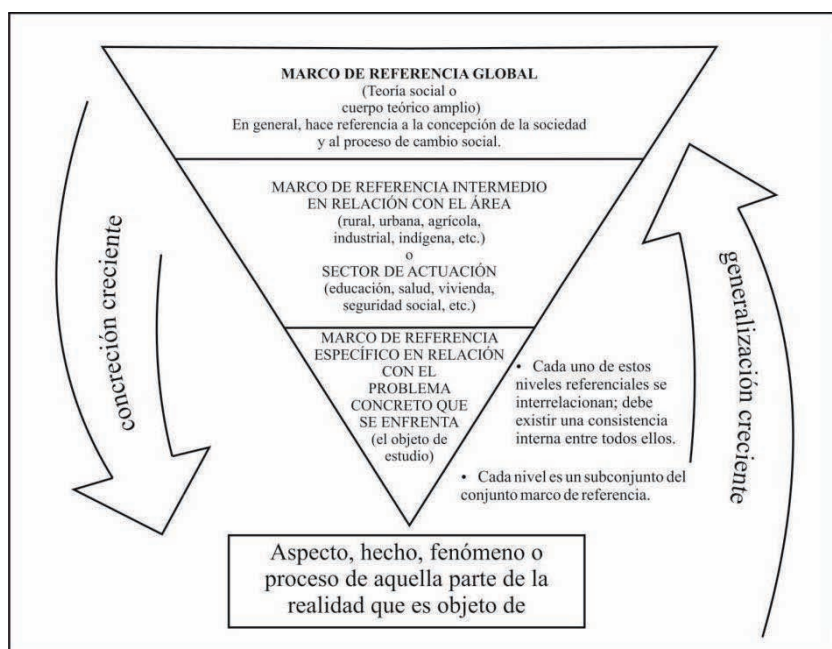 MARCO DE REFERENCIA GLOBAL
(Teoría social o
cuerpo teórico amplio)
En general, hace referencia a la concepción de la sociedad
y al proceso de cambio social.
MARCO DE REFERENCIA INTERMEDIO
EN RELACIÓN CON EL ÁREA
(rural, urbana, agrícola,
industrial, indígena, etc.)
o
SECTOR DE ACTUACIÓN
(educación, salud, vivienda,
seguridad social, etc.)
MARCO DE REFERENCIA
ESPECÍFICO EN RELACIÓN
CON EL
PROBLEMA
CONCRETO QUE
SE ENFRENTA
(el objeto de
estudio)
concreción creciente
generalización creciente
• Cada uno de estos
niveles referenciales se
interrelacionan; debe
existir una consistencia
interna entre todos ellos.
• Cada nivel es un subconjunto del
conjunto marco de referencia.
Aspecto, hecho, fenómeno o
proceso de aquella parte de la
realidad que es objeto de